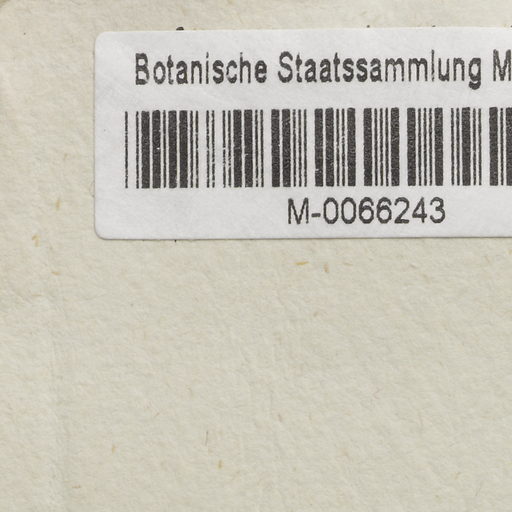 Botanische Staatssammlung M
M-0066243